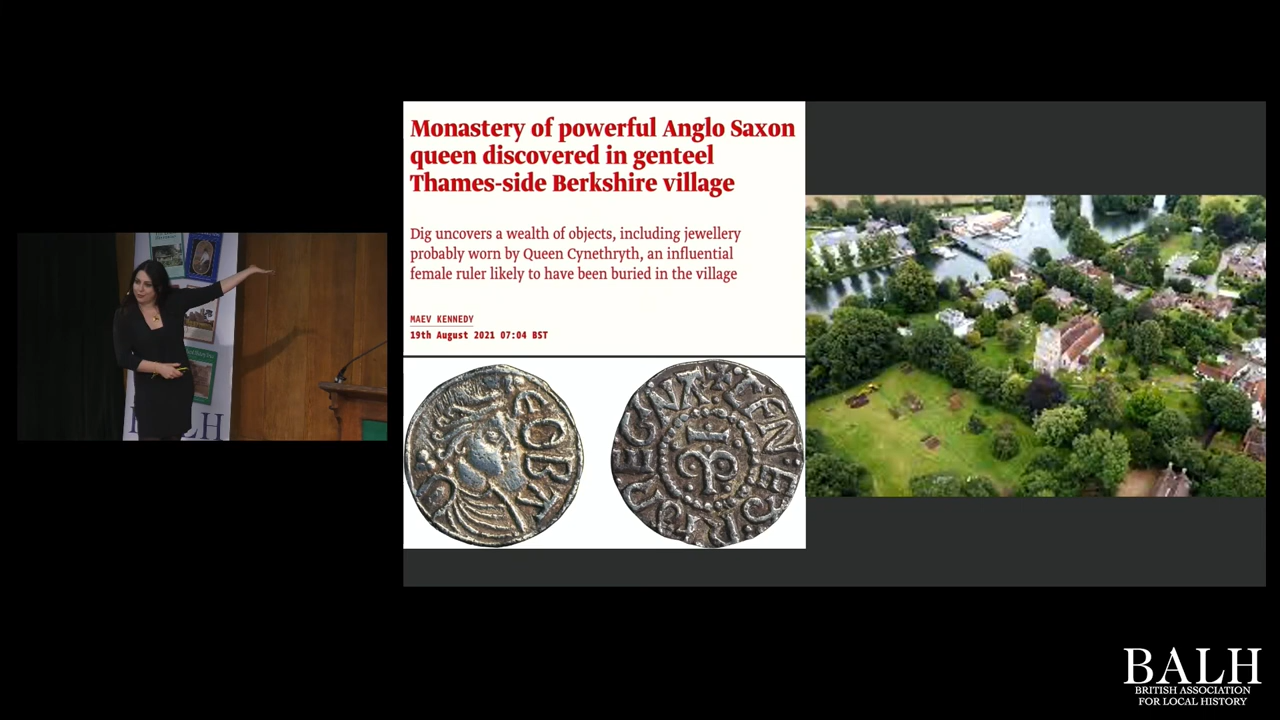 Monastery of powerful Anglo Saxon
queen discovered in genteel
Thames-side Berkshire village
Dig uncovers a wealth of objects, including jewellery
probably worn by Queen Cynethryth, an influential
female ruler likely to have been buried in the village
MAEV KENNEDY
19th August 2021 07:04 BST
BALH
BRITISH ASSOCIATION
FOR LOCAL HISTORY